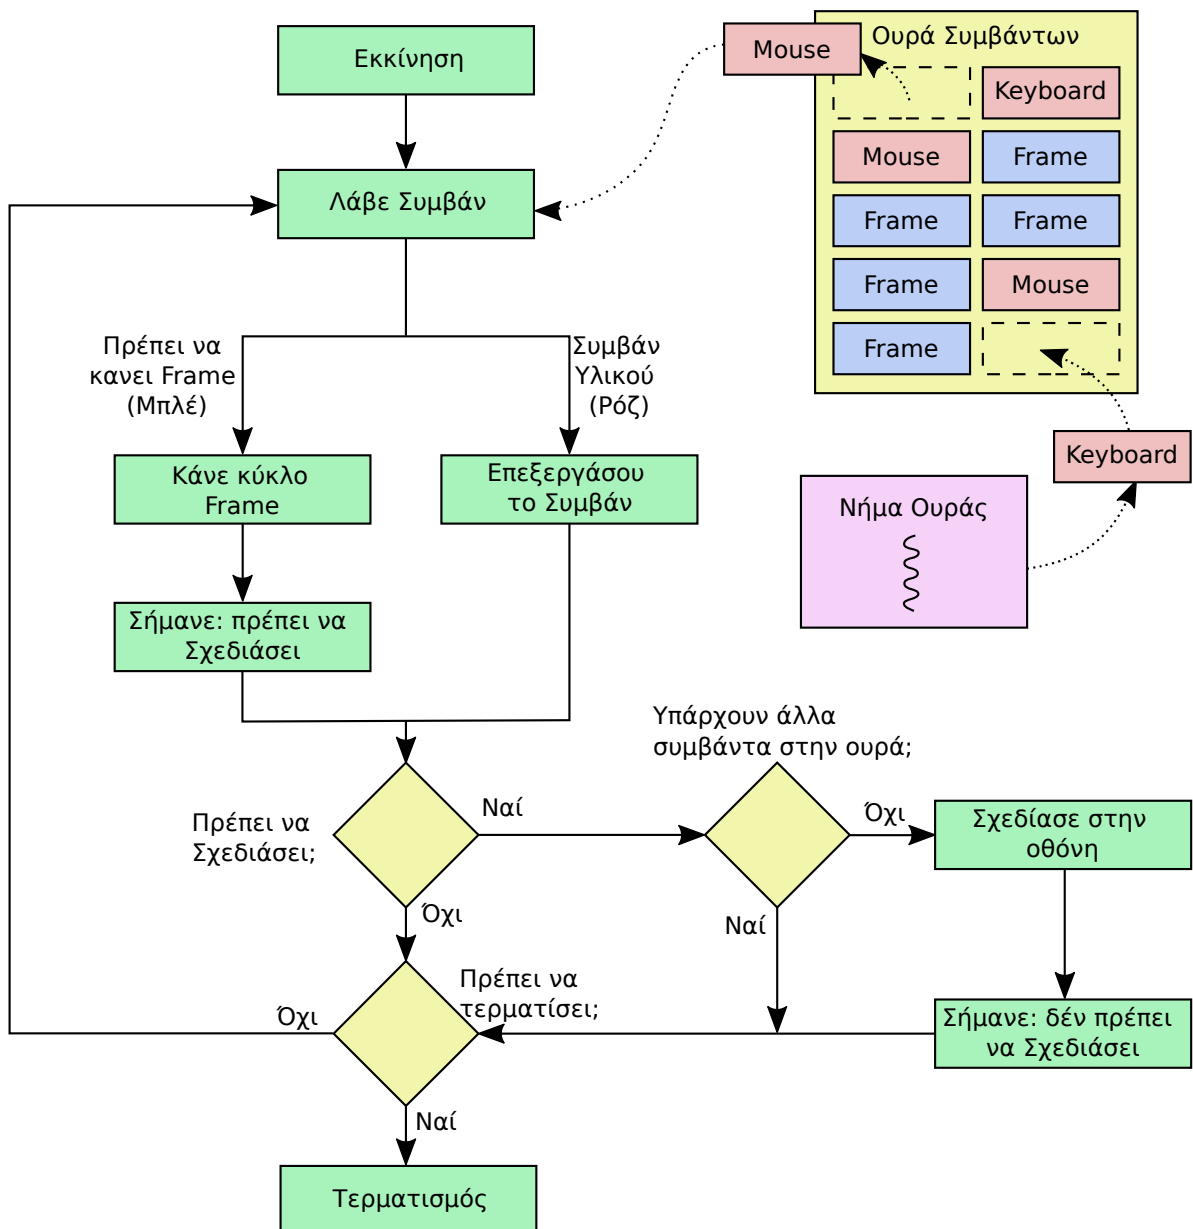 Εκκίνηση
Mouse
Ουρά Συμβάντων
Keyboard
Mouse
Frame
Frame
Frame
Frame
Mouse
Frame
Keyboard
Νήμα Ουράς
Λάβε Συμβάν
Πρέπει να
κανει Frame
(Μπλέ)
Συμβάν
Υλικού
(Ρόζ)
Κάνε κύκλο
Frame
Επεξεργάσου
το Συμβάν
Σήμανε: πρέπει να
Σχεδιάσει
Πρέπει να
Σχεδιάσει;
Ναί
Όχι
Υπάρχουν άλλα
συμβάντα στην ουρά;
Όχι
Ναί
Σχεδίασε στην
οθόνη
Σήμανε: δέν πρέπει
να Σχεδιάσει
Πρέπει να
τερματίσει;
Όχι
Ναί
Τερματισμός